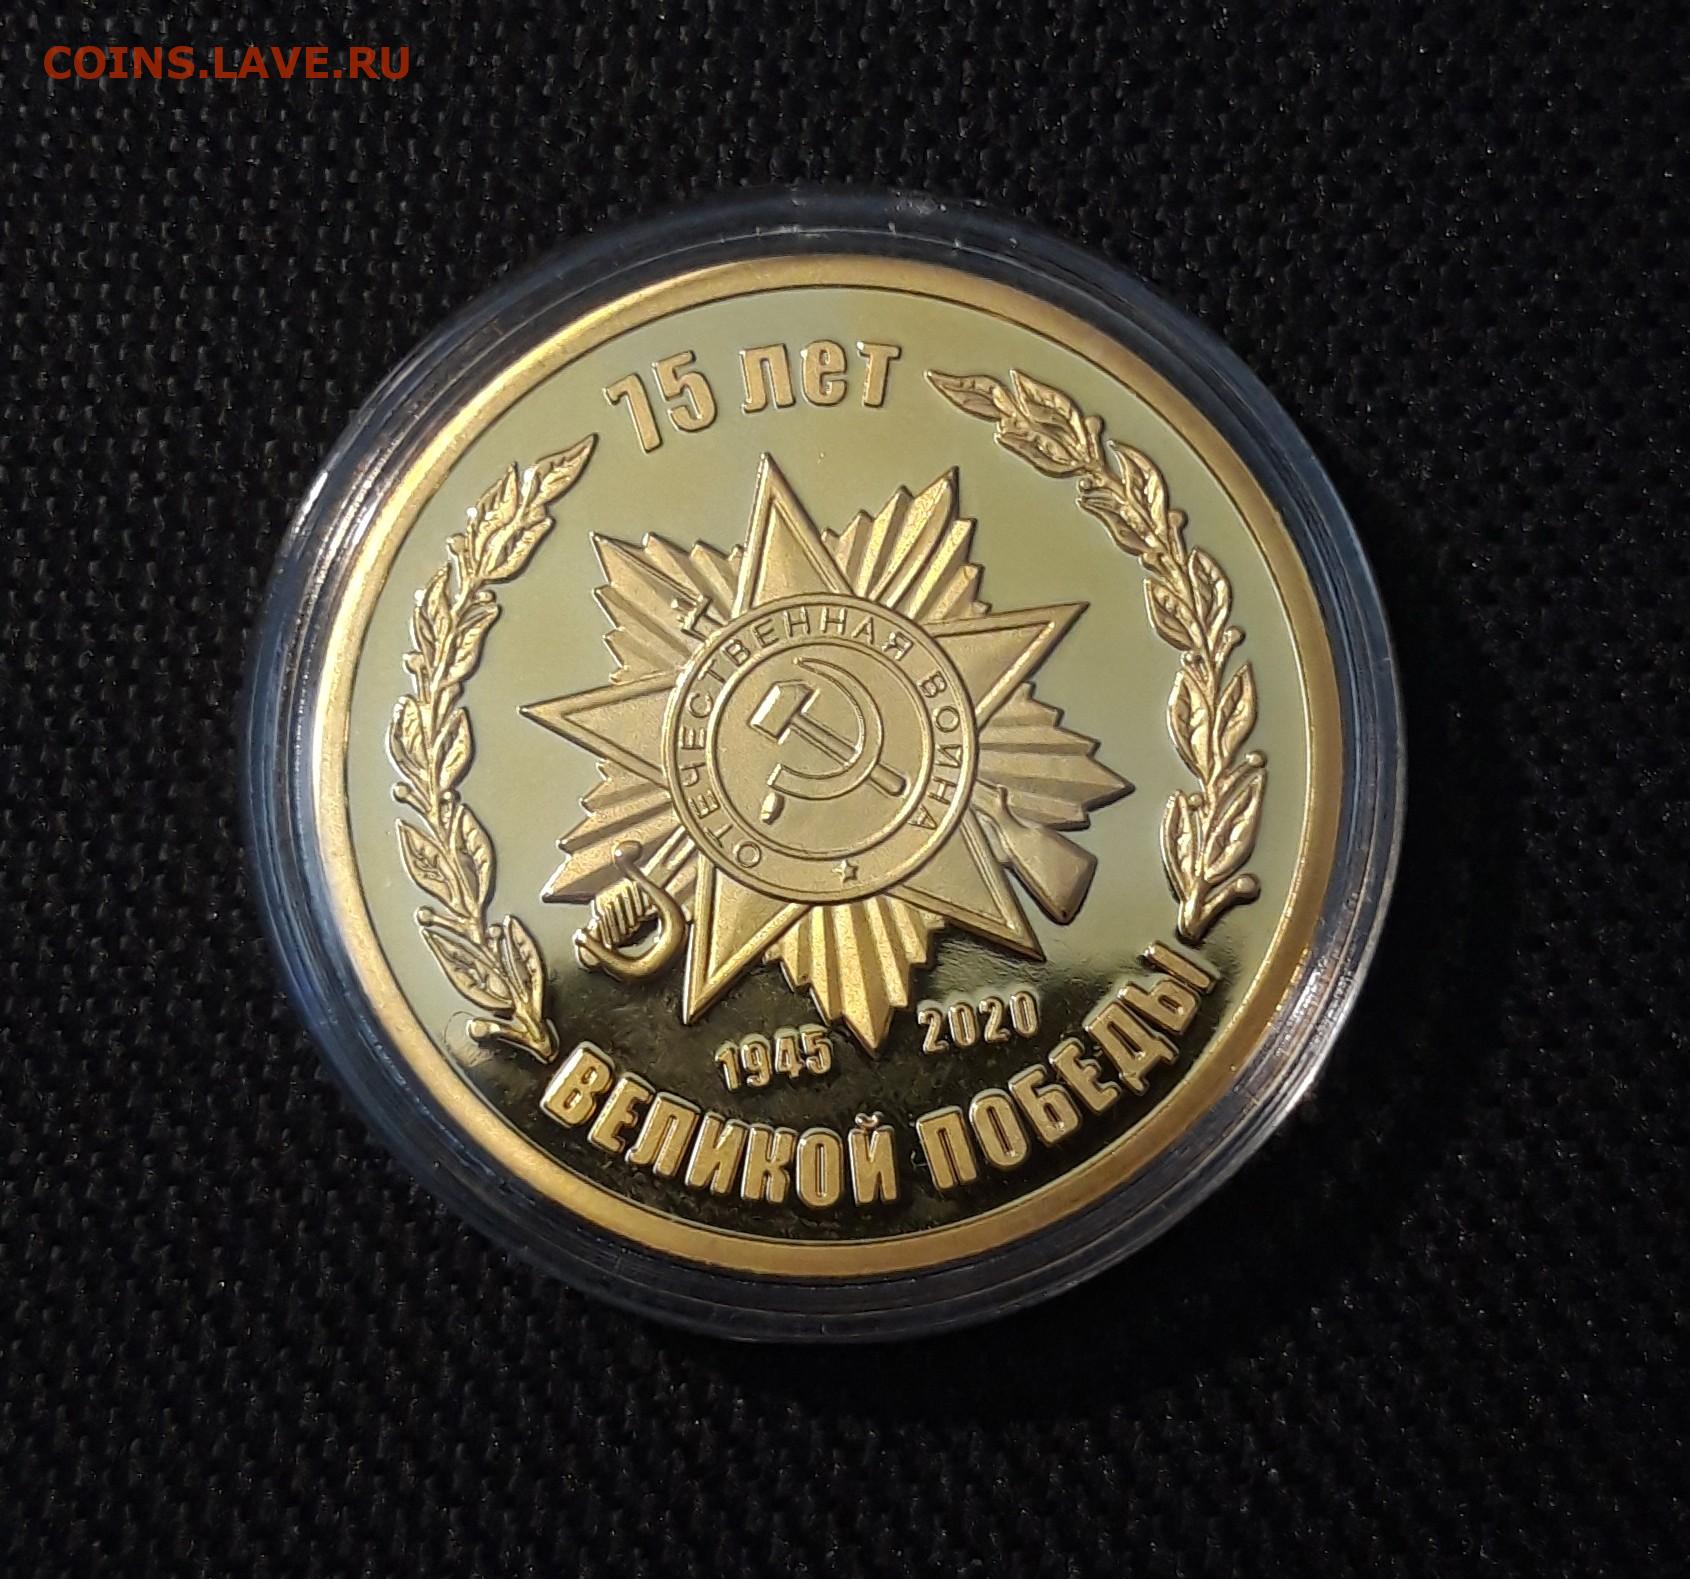 COINS.LAVE.RU
75 лет
ОТЕЧЕСТВЕННАЯ ВОЙНА
1945 2020
ВЕЛИКОЙ ПОБЕДЫ